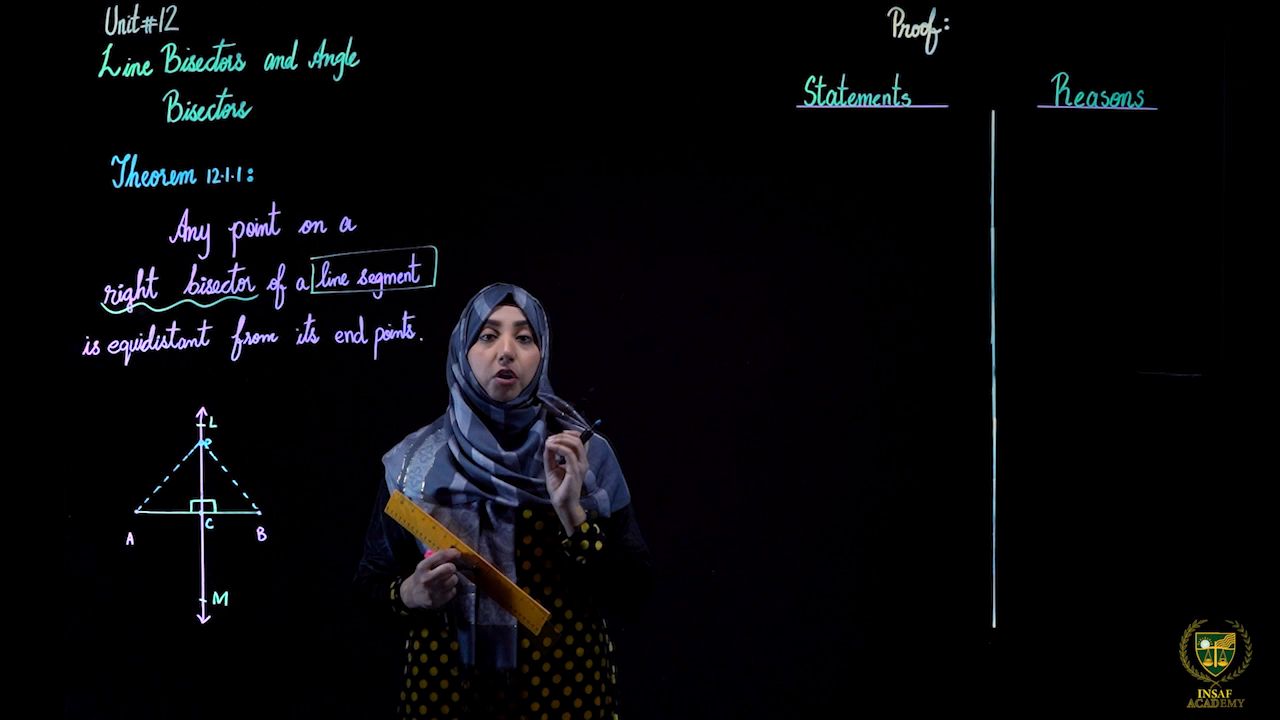 Unit#12
Line Bisectors and Angle
Bisectors
Theorem 12.1.1:
Any point on a
right bisector of a line segment
is equidistant from its end points.
L
P
C
A
B
M
Proof:
Statements
Reasons
INSAF
ACADEMY